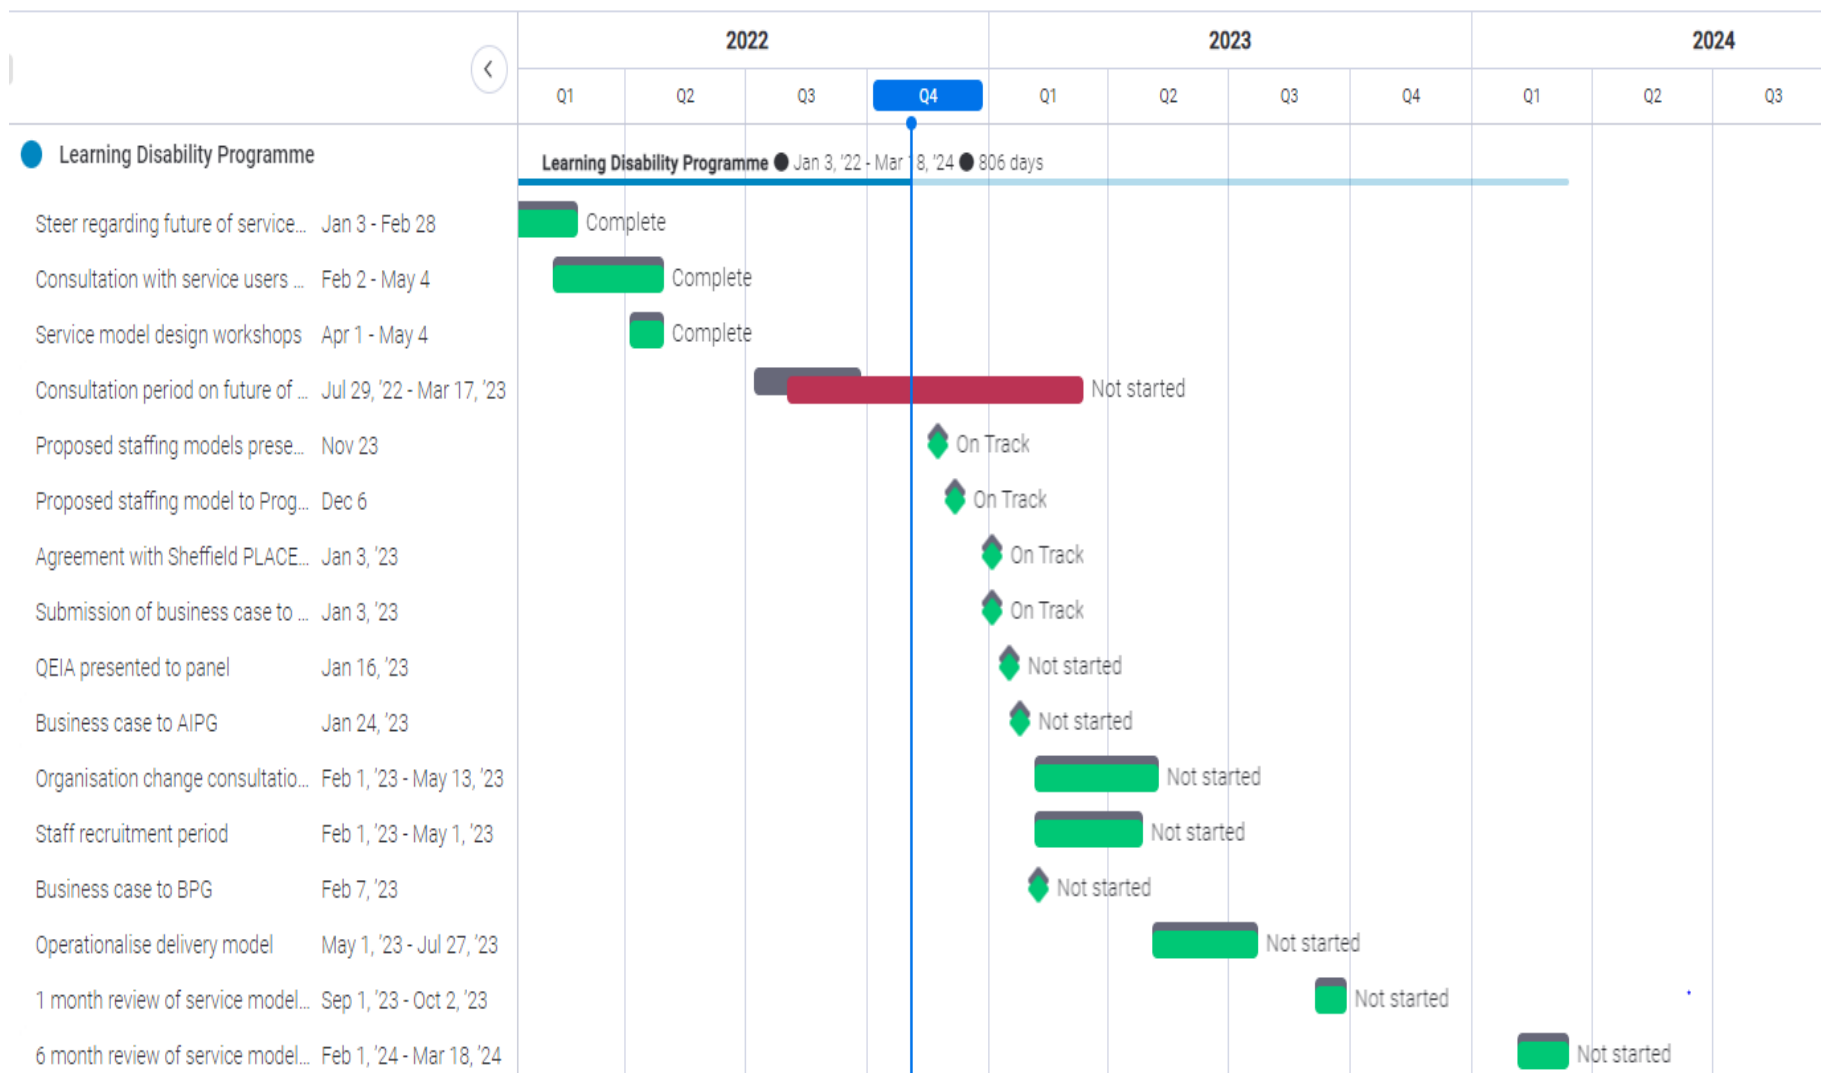 2022 2023 2024
Q1 Q2 Q3 Q4 Q1 Q2 Q3 Q4 Q1 Q2 Q3
Learning Disability Programme
Learning Disability Programme ● Jan 3, '22 - Mar 18, '24 ● 806 days
Steer regarding future of service... Jan 3 - Feb 28 Complete
Consultation with service users ... Feb 2 - May 4 Complete
Service model design workshops Apr 1 - May 4 Complete
Consultation period on future of ... Jul 29, '22 - Mar 17, '23 Not started
Proposed staffing models prese... Nov 23 On Track
Proposed staffing model to Prog... Dec 6 On Track
Agreement with Sheffield PLACE... Jan 3, '23 On Track
Submission of business case to ... Jan 3, '23 On Track
QEIA presented to panel Jan 16, '23 Not started
Business case to AIPG Jan 24, '23 Not started
Organisation change consultatio... Feb 1, '23 - May 13, '23 Not started
Staff recruitment period Feb 1, '23 - May 1, '23 Not started
Business case to BPG Feb 7, '23 Not started
Operationalise delivery model May 1, '23 - Jul 27, '23 Not started
1 month review of service model... Sep 1, '23 - Oct 2, '23 Not started
6 month review of service model... Feb 1, '24 - Mar 18, '24 Not started